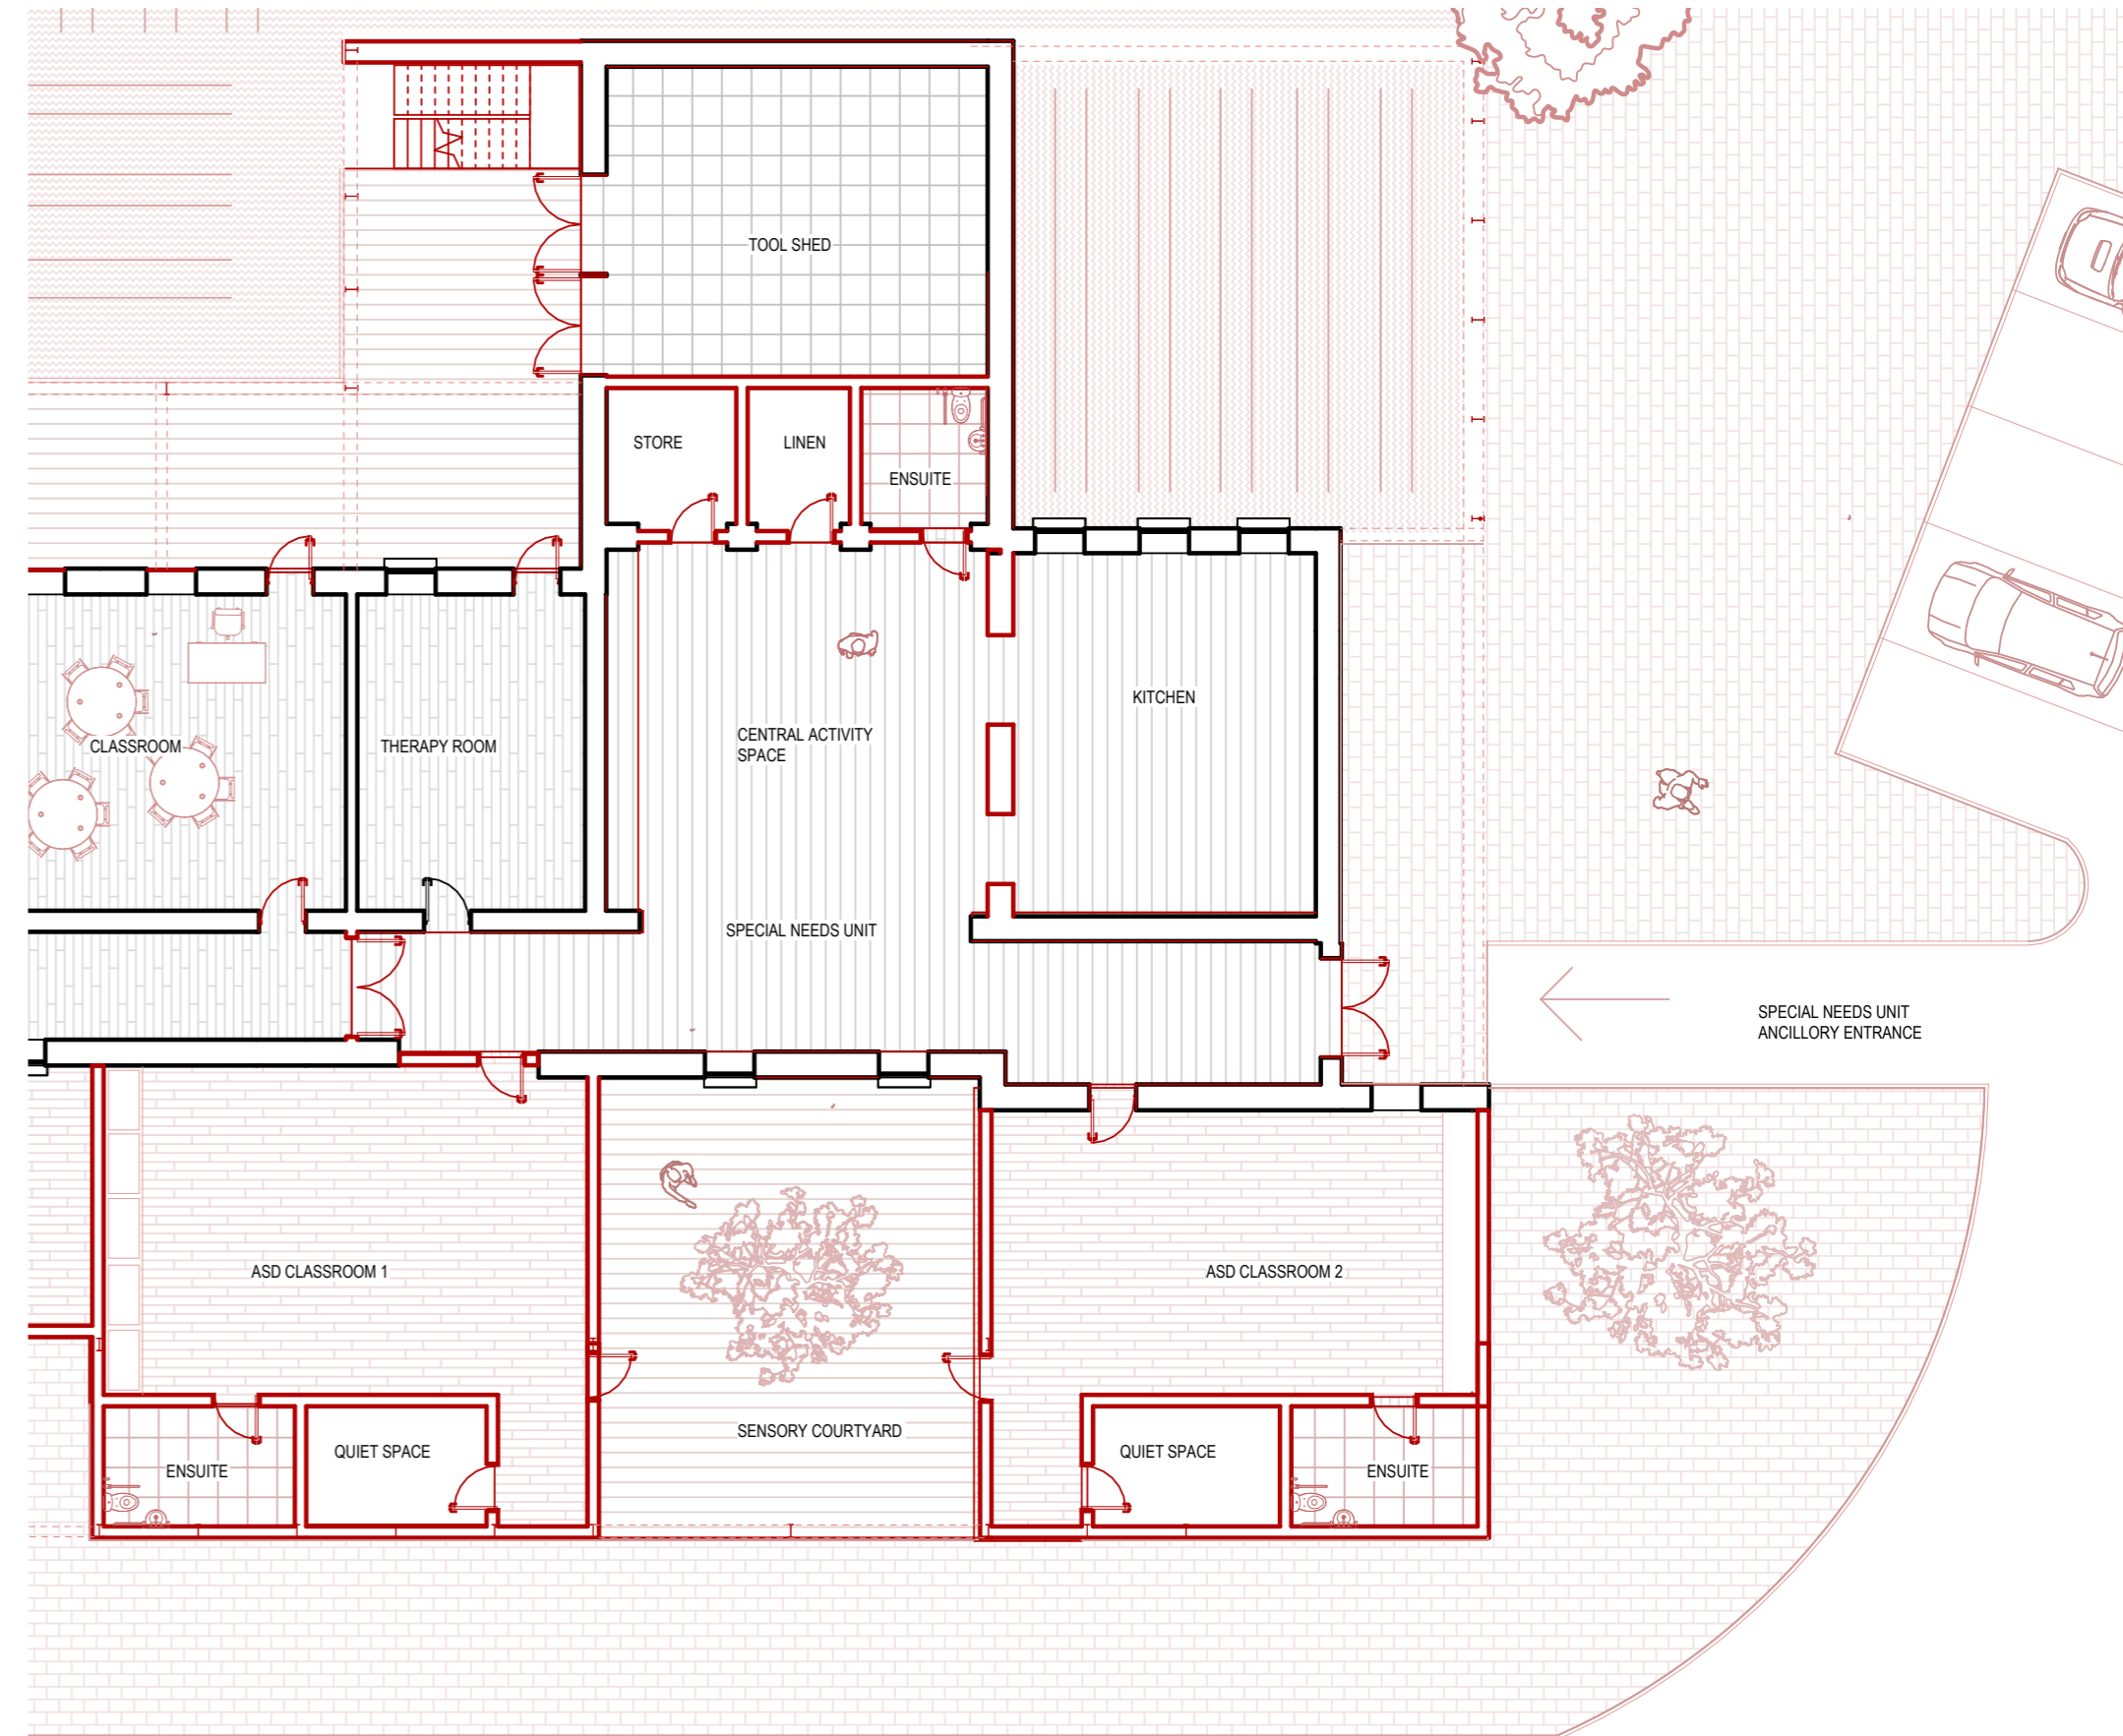 TOOL SHED
STORE
LINEN
ENSUITE
KITCHEN
CENTRAL ACTIVITY
SPACE
CLASSROOM
THERAPY ROOM
SPECIAL NEEDS UNIT
SPECIAL NEEDS UNIT
ANCILLORY ENTRANCE
ASD CLASSROOM 1
ASD CLASSROOM 2
SENSORY COURTYARD
QUIET SPACE
QUIET SPACE
ENSUITE
ENSUITE